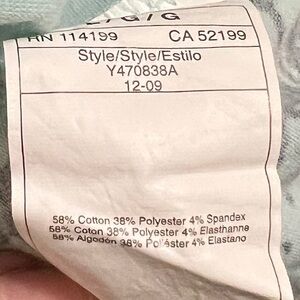 L/G/G
RN 114199 CA 52199
Style/Style/Estilo
Y470838A
12-09
58% Cotton 38% Polyester 4% Spandex
58% Coton 38% Polyester 4% Elasthanne
58% Algodón 38% Poliéster 4% Elastano